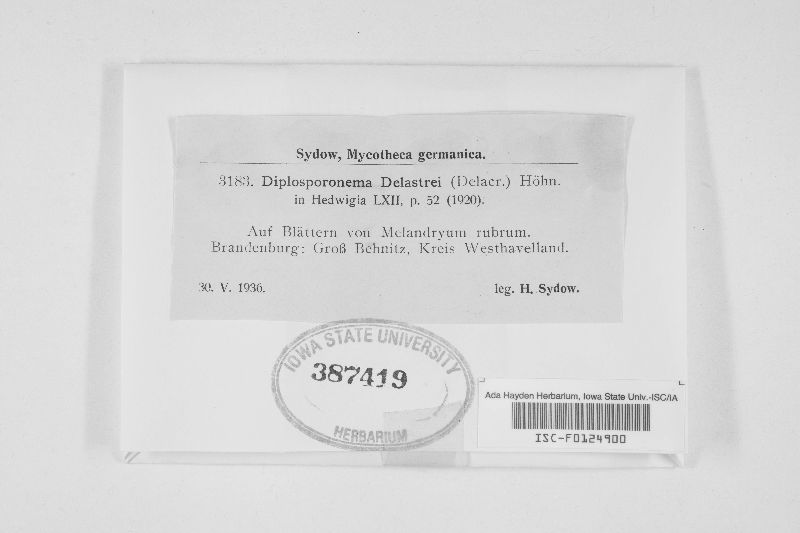 Sydow, Mycotheca germanica.
3183. Diplosporonema Delastrei (Delacr.) Höhn.
in Hedwigia LXII, p. 52 (1920).
Auf Blättern von Melandryum rubrum.
Brandenburg: Groß Behnitz, Kreis Westhavelland.
30. V. 1936. leg. H. Sydow.
IOWA STATE UNIVERSITY
387419
HERBARIUM
Ada Hayden Herbarium, Iowa State Univ.-ISC/IA
ISC-F0124900